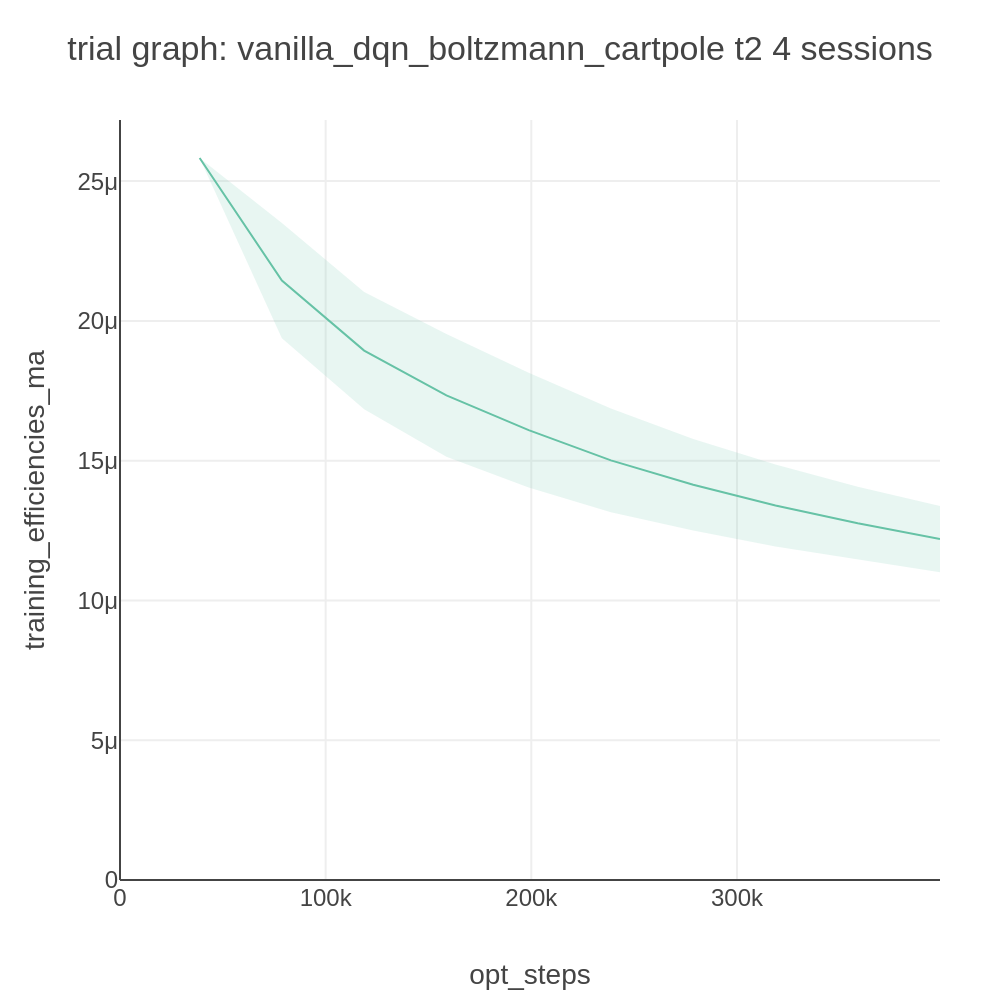 trial graph: vanilla_dqn_boltzmann_cartpole t2 4 sessions
25μ
20μ
15μ
10μ
5μ
0
training_efficiencies_ma
0
100k
200k
300k
opt_steps